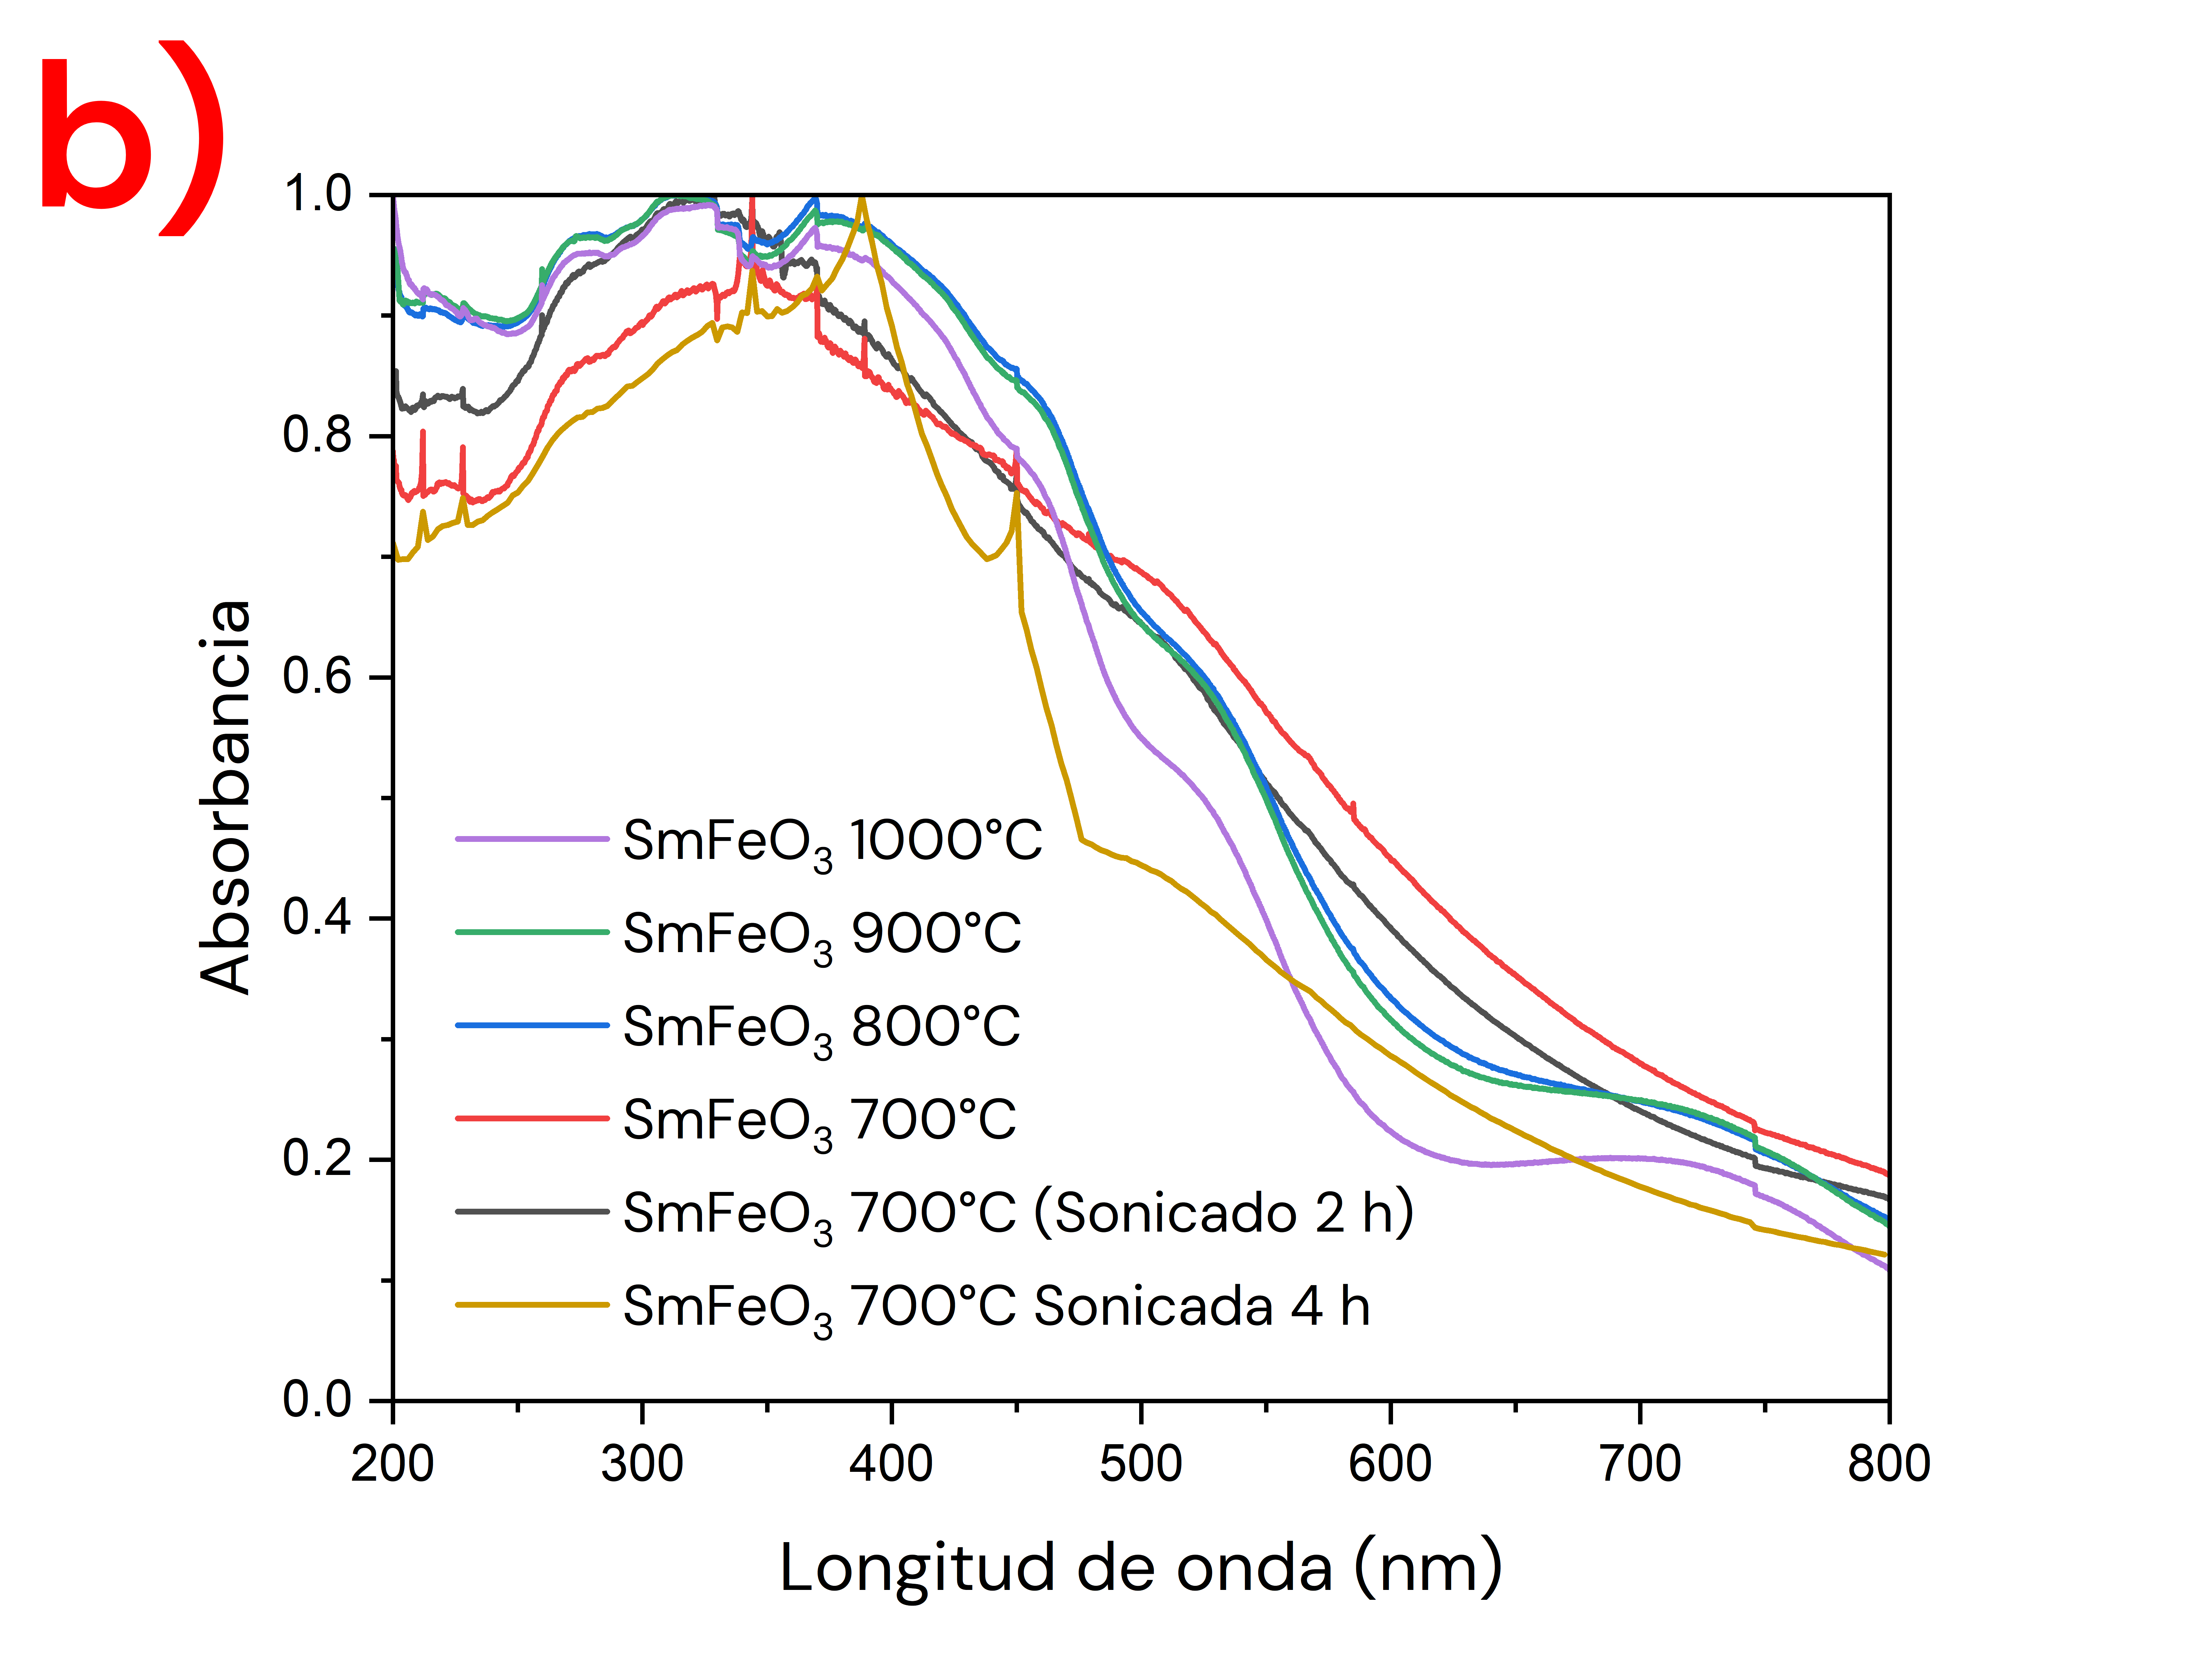 b)
1.0
0.8
0.6
0.4
0.2
0.0
Absorbancia
SmFeO₃ 1000°C
SmFeO₃ 900°C
SmFeO₃ 800°C
SmFeO₃ 700°C
SmFeO₃ 700°C (Sonicado 2 h)
SmFeO₃ 700°C Sonicada 4 h
200 300 400 500 600 700 800
Longitud de onda (nm)